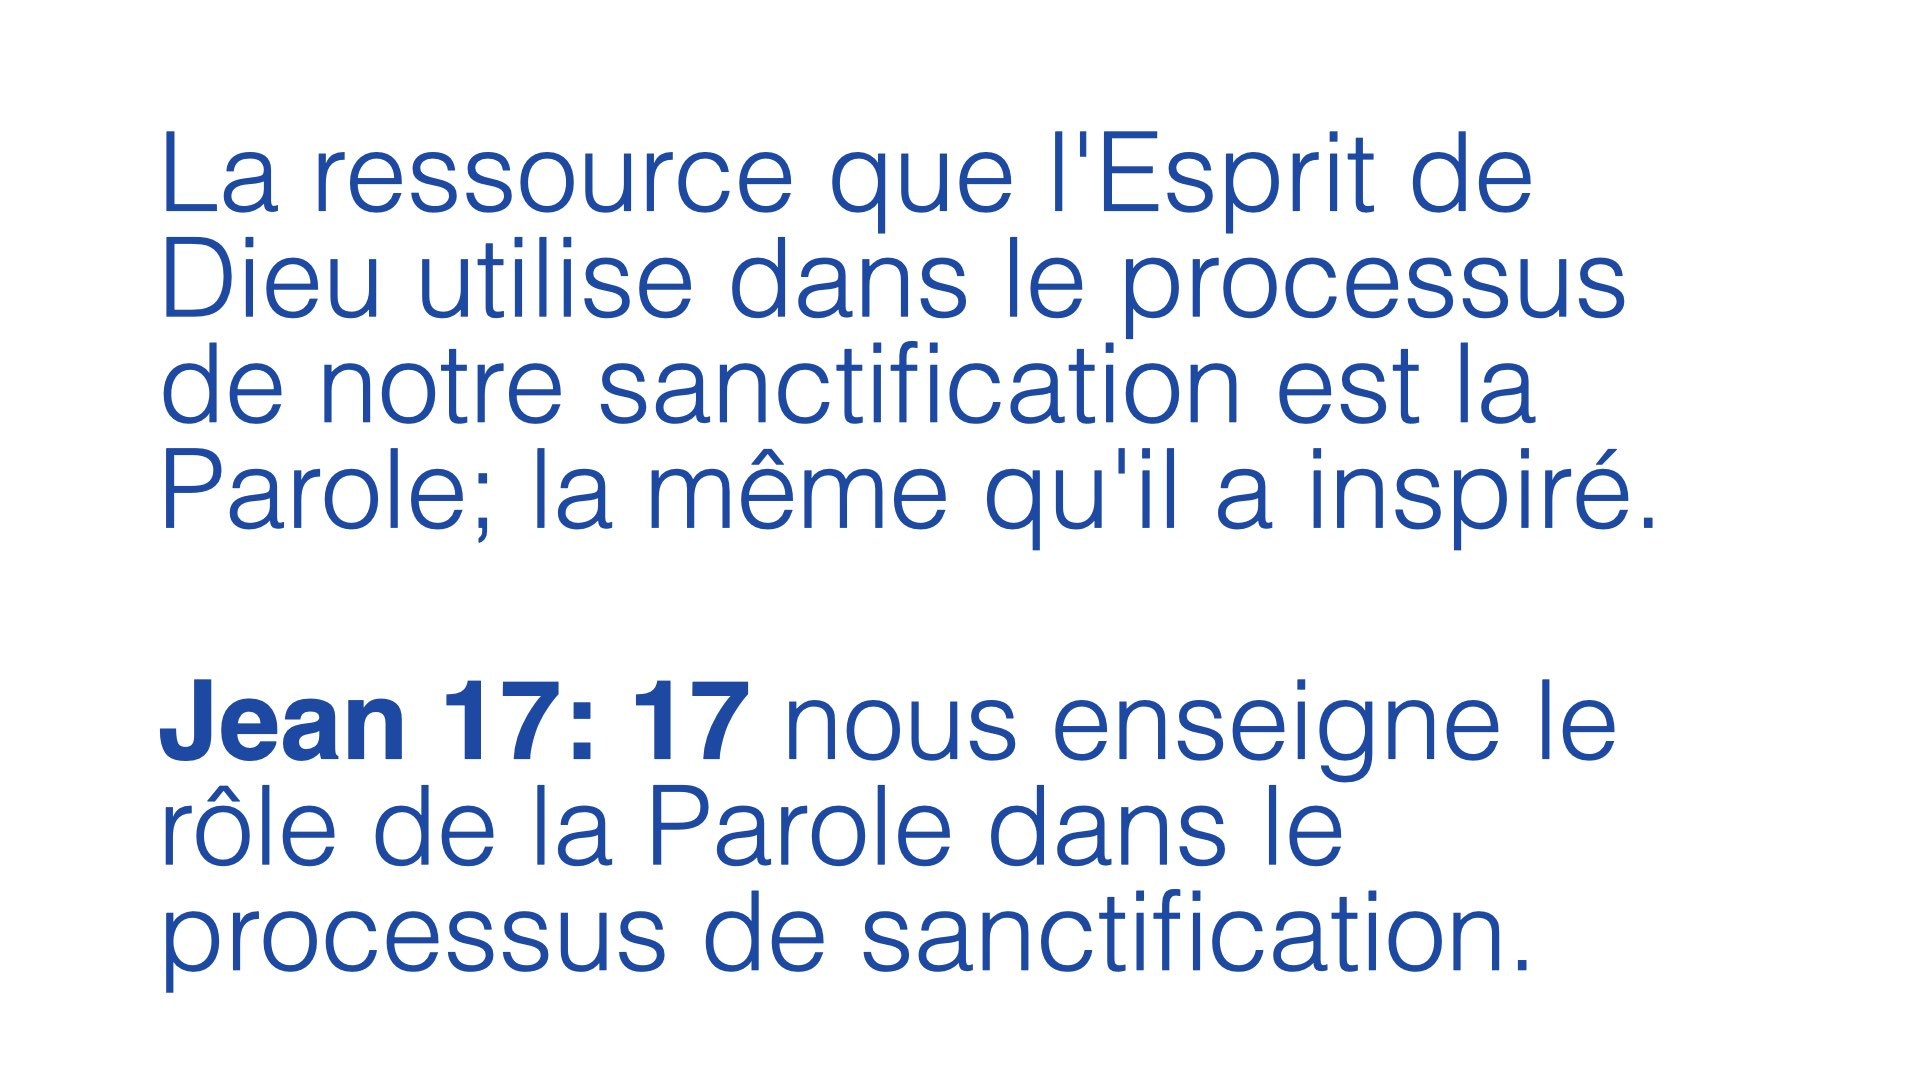 La ressource que l'Esprit de
Dieu utilise dans le processus
de notre sanctification est la
Parole; la même qu'il a inspiré.
Jean 17: 17 nous enseigne le
rôle de la Parole dans le
processus de sanctification.